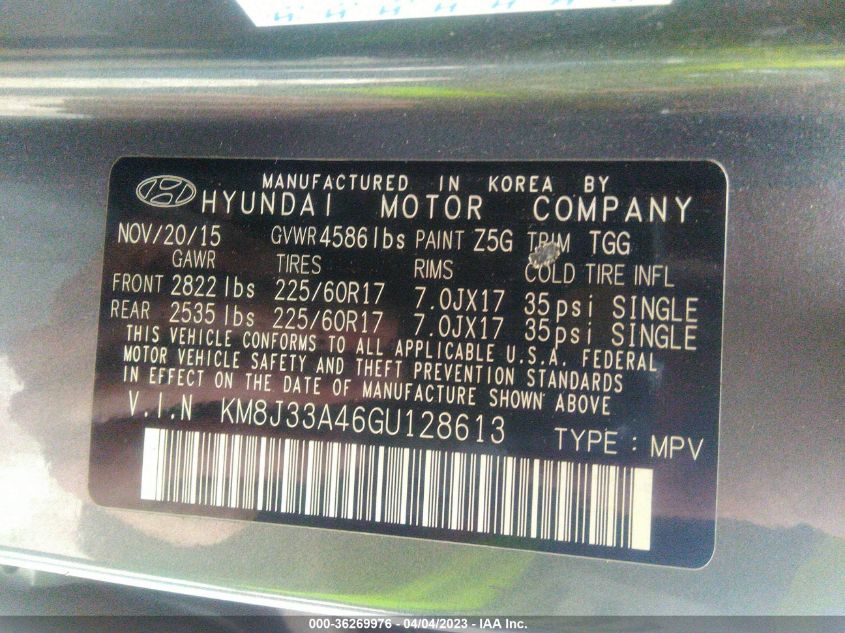 MANUFACTURED IN KOREA BY
HYUNDAI MOTOR COMPANY
NOV/20/15 GVWR 4586 lbs PAINT Z5G TRIM TGG
GAWR TIRES RIMS COLD TIRE INFL
FRONT 2822 lbs 225/60R17 7.0JX17 35psi SINGLE
REAR 2535 lbs 225/60R17 7.0JX17 35psi SINGLE
THIS VEHICLE CONFORMS TO ALL APPLICABLE U.S.A. FEDERAL
MOTOR VEHICLE SAFETY AND THEFT PREVENTION STANDARDS
IN EFFECT ON THE DATE OF MANUFACTURE SHOWN ABOVE
V.I.N KM8J33A46GU128613 TYPE : MPV
000-36269976 - 04/04/2023 - IAA Inc.